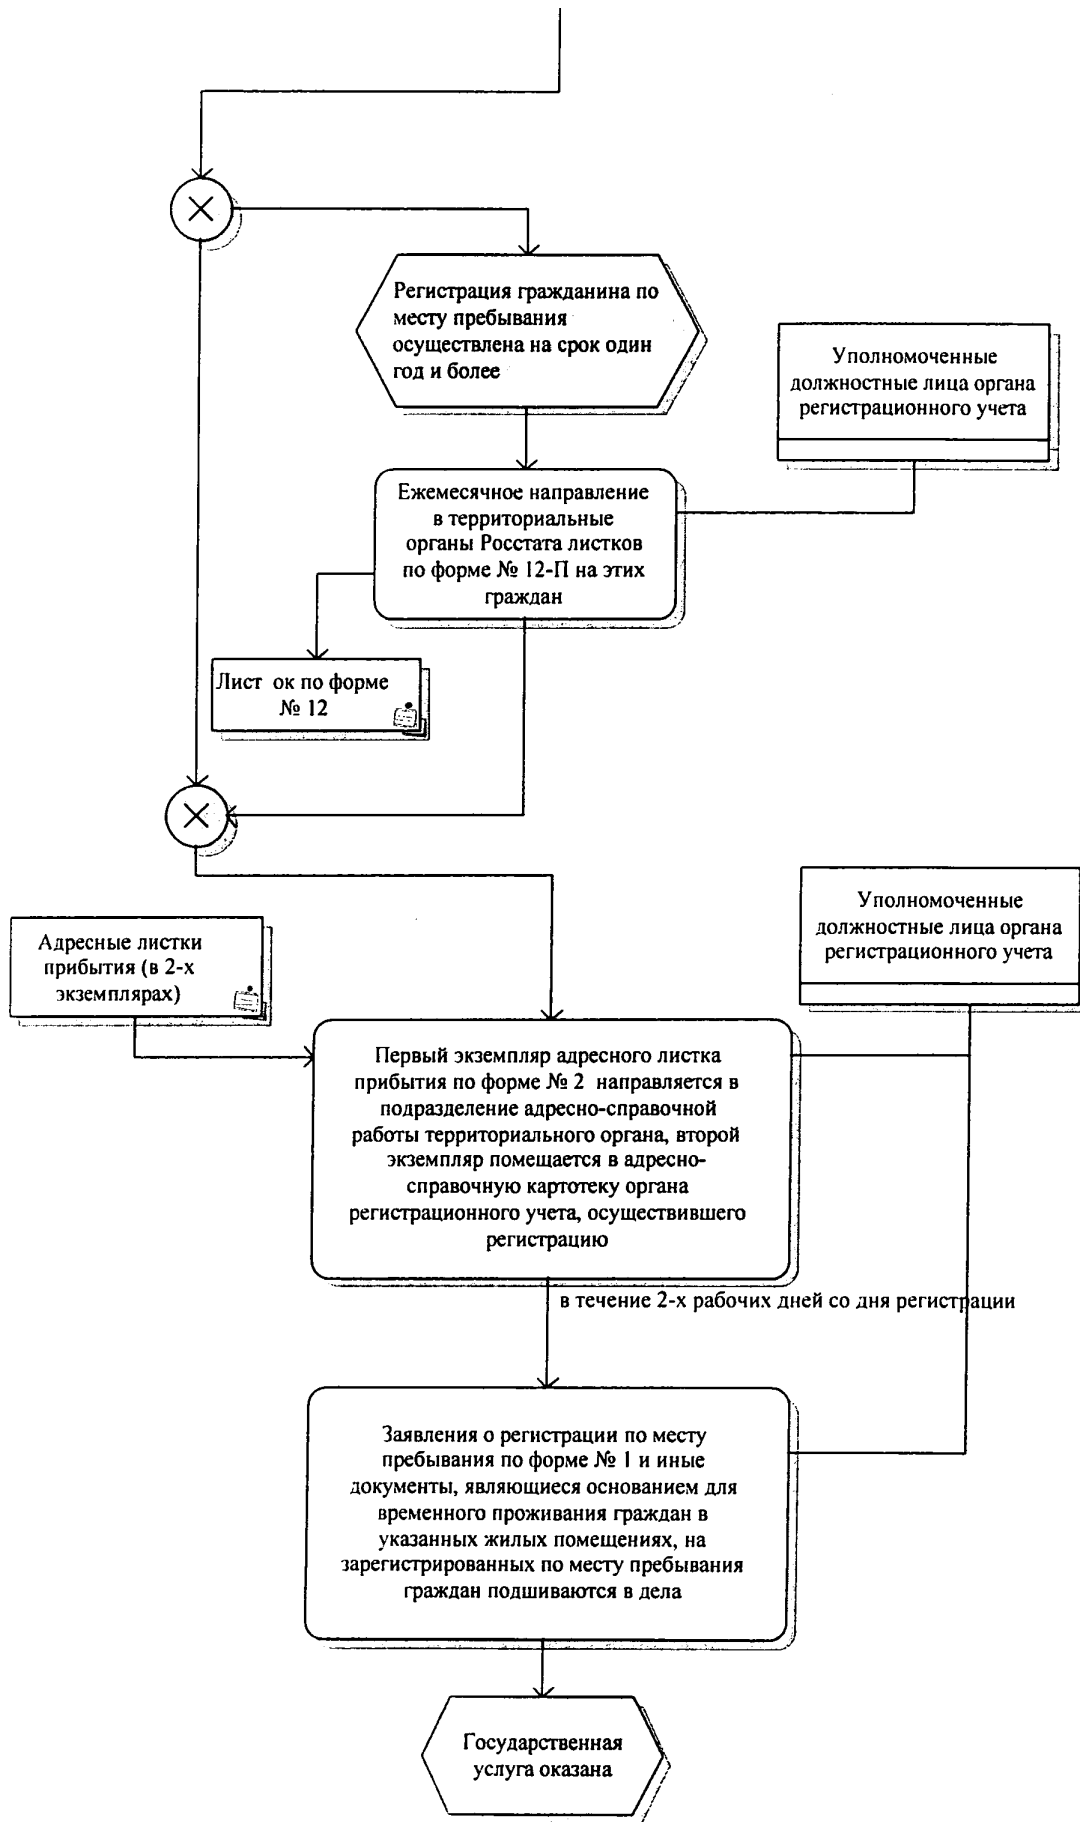 Регистрация гражданина по
месту пребывания
осуществлена на срок один
год и более
Уполномоченные
должностные лица органа
регистрационного учета
Ежемесячное направление
в территориальные
органы Росстата листков
по форме № 12-П на этих
граждан
Лист ок по форме
№ 12
Уполномоченные
должностные лица органа
регистрационного учета
Адресные листки
прибытия (в 2-х
экземплярах)
Первый экземпляр адресного листка
прибытия по форме № 2 направляется в
подразделение адресно-справочной
работы территориального органа, второй
экземпляр помещается в адресно-
справочную картотеку органа
регистрационного учета, осуществившего
регистрацию
в течение 2-х рабочих дней со дня регистрации
Заявления о регистрации по месту
пребывания по форме № 1 и иные
документы, являющиеся основанием для
временного проживания граждан в
указанных жилых помещениях, на
зарегистрированных по месту пребывания
граждан подшиваются в дела
Государственная
услуга оказана